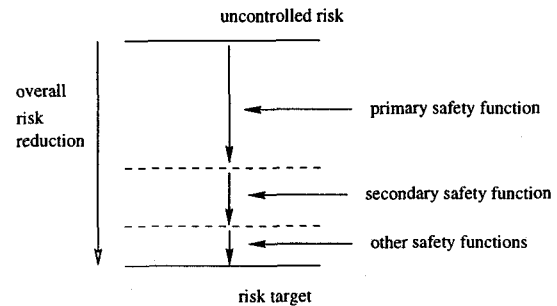 uncontrolled risk
overall
risk
reduction
primary safety function
secondary safety function
other safety functions
risk target